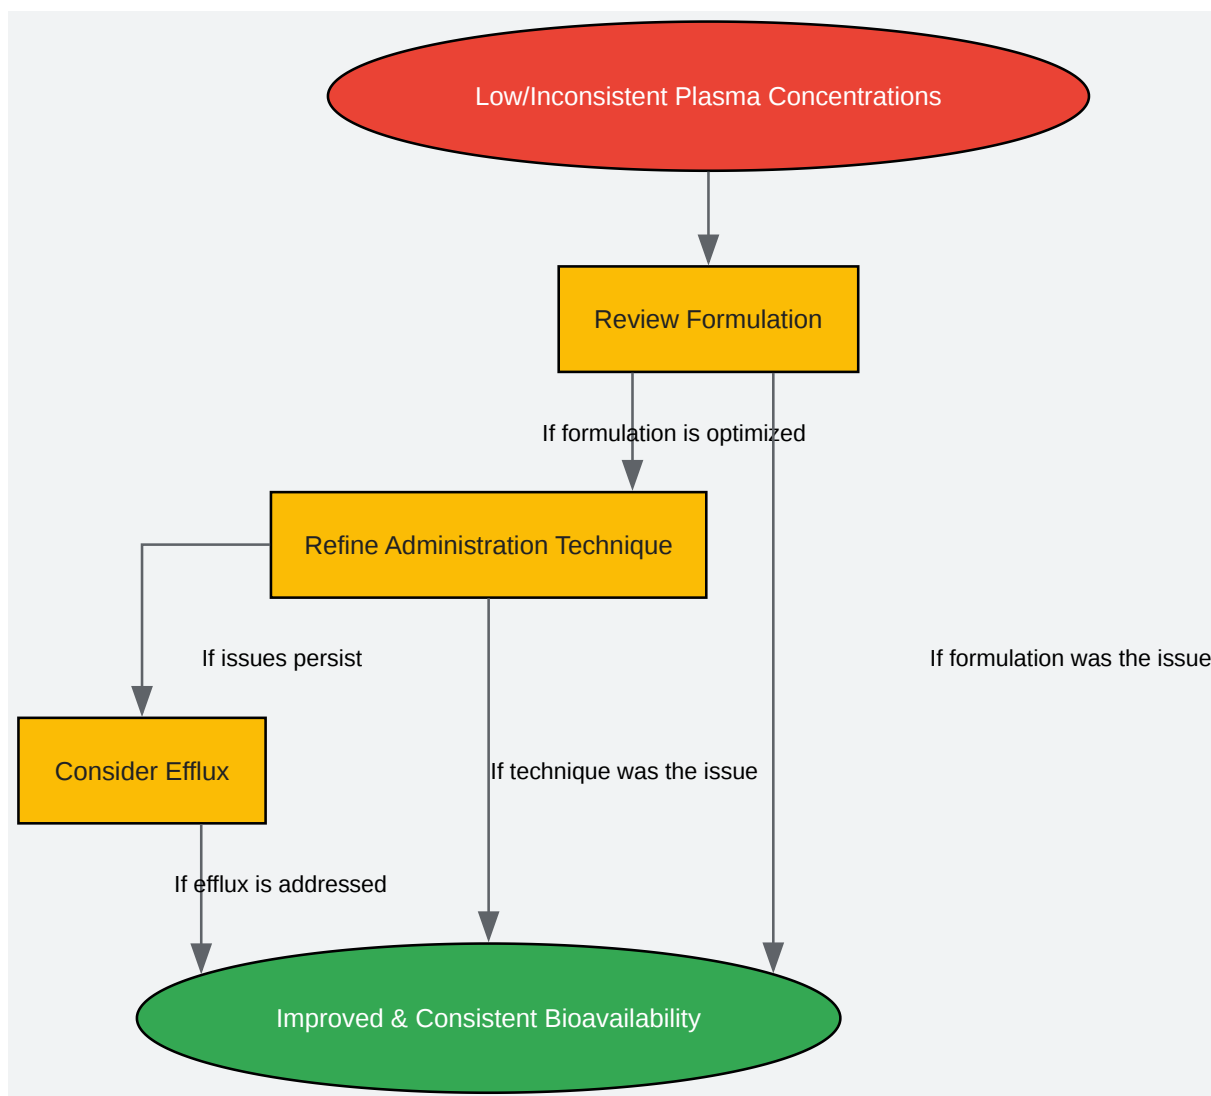 Low/Inconsistent Plasma Concentrations
Review Formulation
If formulation is optimized
Refine Administration Technique
If issues persist
If formulation was the issue
Consider Efflux
If technique was the issue
If efflux is addressed
Improved & Consistent Bioavailability